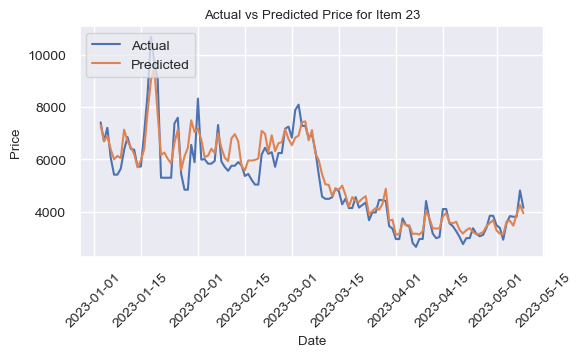 Actual vs Predicted Price for Item 23
Actual
Predicted
Price
10000
8000
6000
4000
2023-01-01
2023-01-15
2023-02-01
2023-02-15
2023-03-01
2023-03-15
2023-04-01
2023-04-15
2023-05-01
2023-05-15
Date